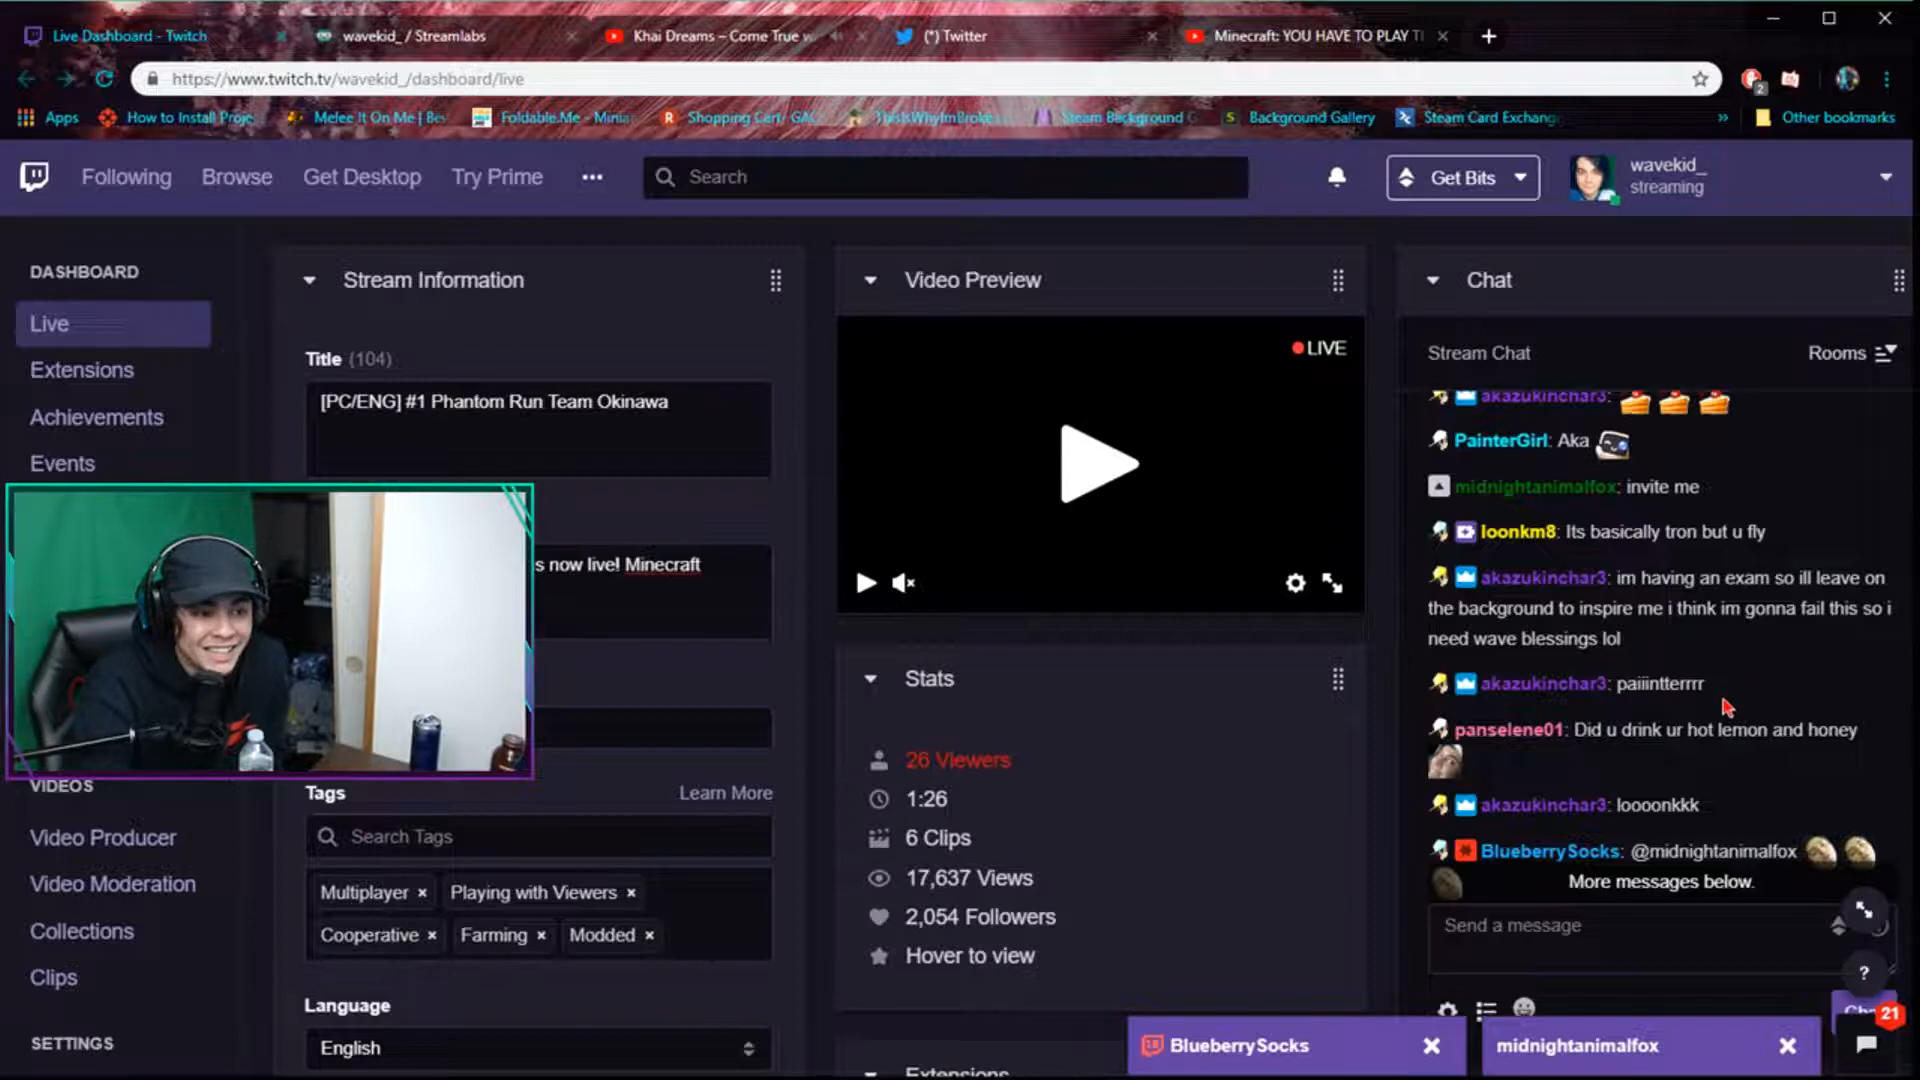 Live Dashboard - Twitch
wavekid_ / Streamlabs
Khai Dreams – Come True w
(*) Twitter
Minecraft: YOU HAVE TO PLAY T
https://www.twitch.tv/wavekid_/dashboard/live
2
Apps
How to Install Proje
Melee It On Me | Be
Foldable.Me - Minia
Shopping Cart
ThisIsWhyImBroke
Steam Background G
Background Gallery
Steam Card Exchang
»
Other bookmarks
Following
Browse
Get Desktop
Try Prime
Search
Get Bits
wavekid_
streaming
DASHBOARD
Live
Extensions
Achievements
Events
VIDEOS
Video Producer
Video Moderation
Collections
Clips
SETTINGS
Stream Information
Title (104)
[PC/ENG] #1 Phantom Run Team Okinawa
s now live! Minecraft
Tags
Learn More
Search Tags
Multiplayer ×
Playing with Viewers ×
Cooperative ×
Farming ×
Modded ×
Language
English
Video Preview
LIVE
Stats
26 Viewers
1:26
6 Clips
17,637 Views
2,054 Followers
Hover to view
Extensions
Chat
Stream Chat
Rooms
akazukinchar3:
PainterGirl: Aka
midnightanimalfox: invite me
loonkm8: Its basically tron but u fly
akazukinchar3: im having an exam so ill leave on
the background to inspire me i think im gonna fail this so i
need wave blessings lol
akazukinchar3: paiiintterrrr
panselene01: Did u drink ur hot lemon and honey
akazukinchar3: loooonkkk
BlueberrySocks: @midnightanimalfox
More messages below.
Send a message
?
21
BlueberrySocks
midnightanimalfox